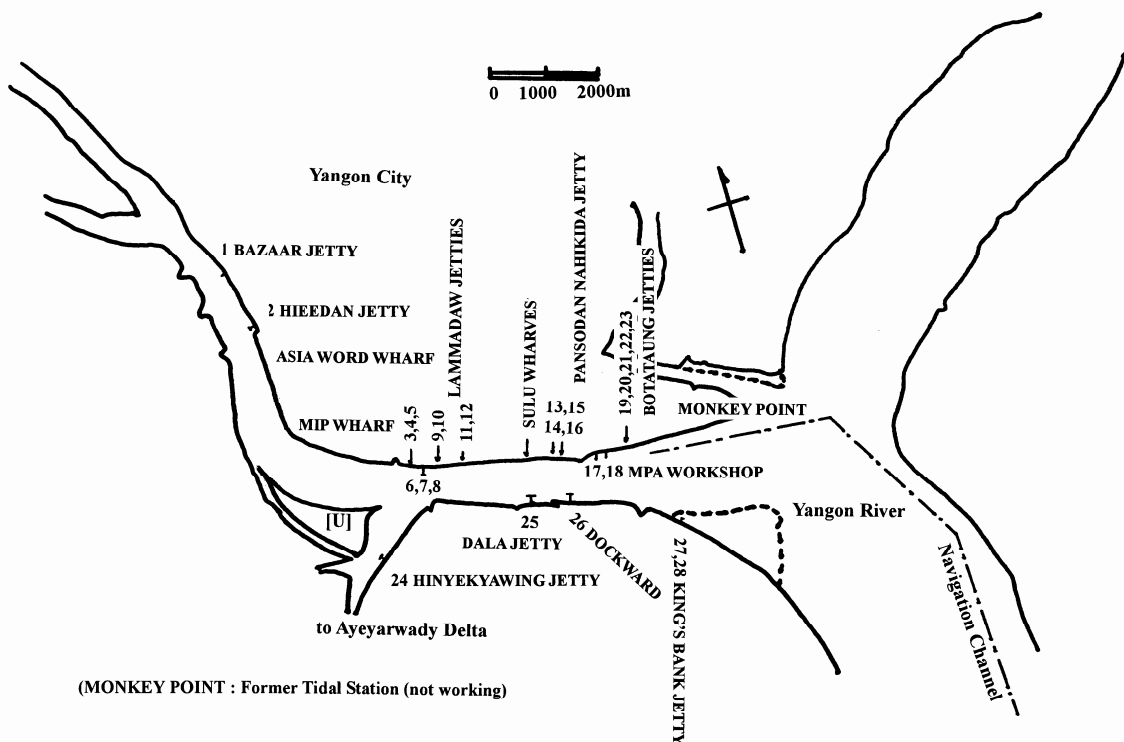 0 1000 2000m
Yangon City
1 BAZAAR JETTY
2 HIEEDAN JETTY
ASIA WORD WHARF
MIP WHARF
3,4,5
6,7,8
9,10
11,12
LAMMADAW JETTIES
SULU WHARVES
13,15
14,16
PANSODAN NAHIKIDA JETTY
17,18 MPA WORKSHOP
19,20,21,22,23
BOTATAUNG JETTIES
MONKEY POINT
[U]
25
DALA JETTY
26 DOCKWARD
24 HINYEKYAWING JETTY
27,28 KING'S BANK JETTY
Yangon River
Navigation Channel
to Ayeyarwady Delta
(MONKEY POINT : Former Tidal Station (not working)